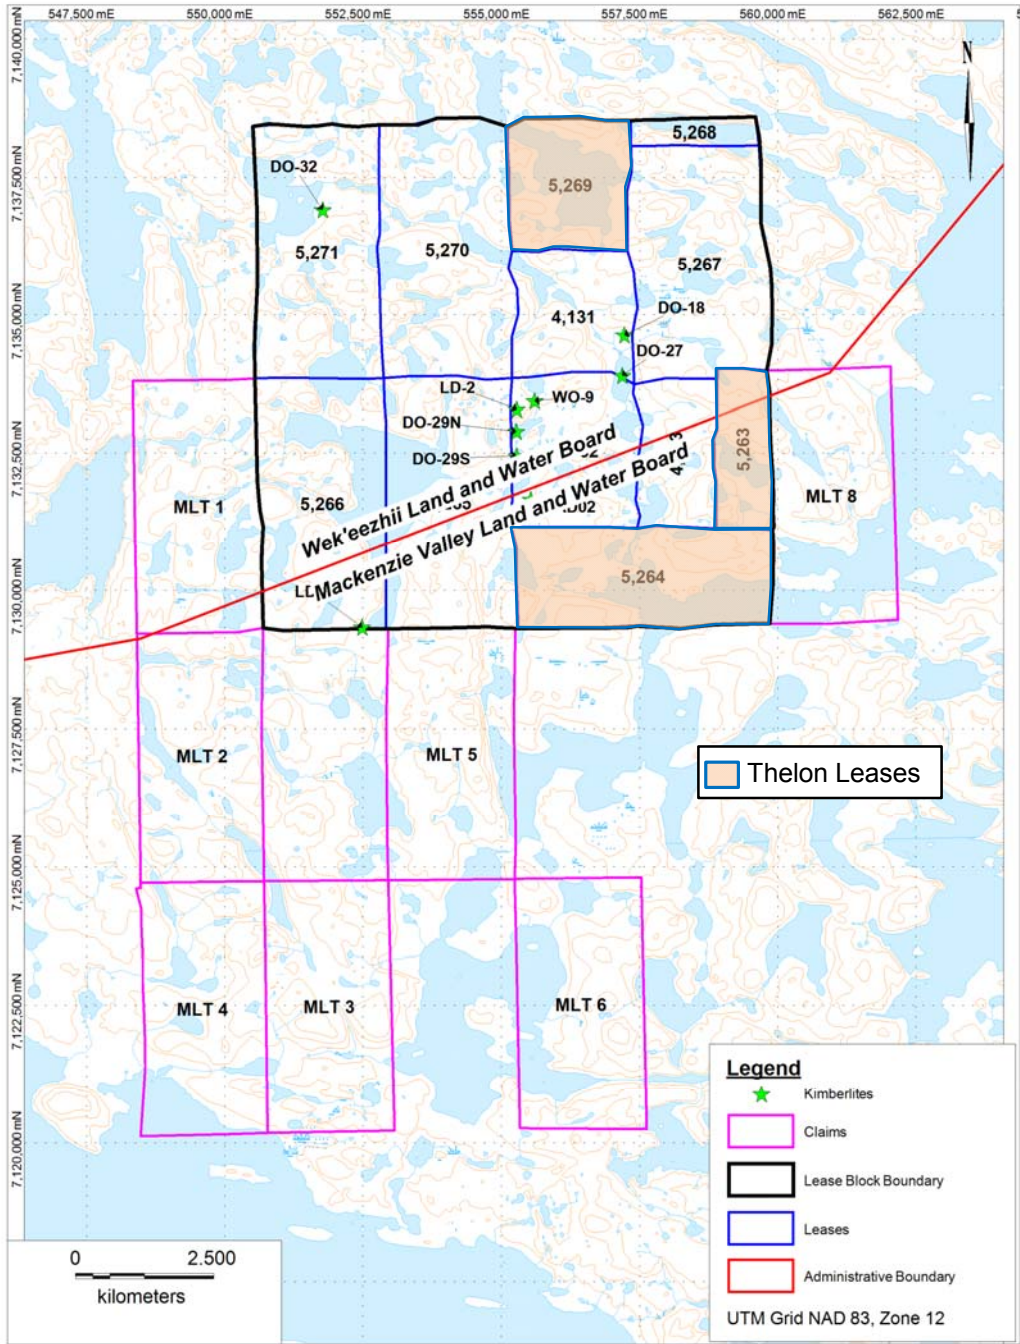 547,500 mE
550,000 mE
552,500 mE
555,000 mE
557,500 mE
560,000 mE
562,500 mE
7,140,000 mN
7,137,500 mN
7,135,000 mN
7,132,500 mN
7,130,000 mN
7,127,500 mN
7,125,000 mN
7,122,500 mN
7,120,000 mN
N
5,268
DO-32
5,269
5,271
5,270
5,267
4,131
DO-18
DO-27
LD-2
WO-9
DO-29N
DO-29S
5,263
MLT 1
5,266
MLT 8
Wek'eezhii Land and Water Board
Mackenzie Valley Land and Water Board
5,264
MLT 2
MLT 5
Thelon Leases
MLT 4
MLT 3
MLT 6
Legend
Kimberlites
Claims
Lease Block Boundary
Leases
Administrative Boundary
UTM Grid NAD 83, Zone 12
0 2.500
kilometers